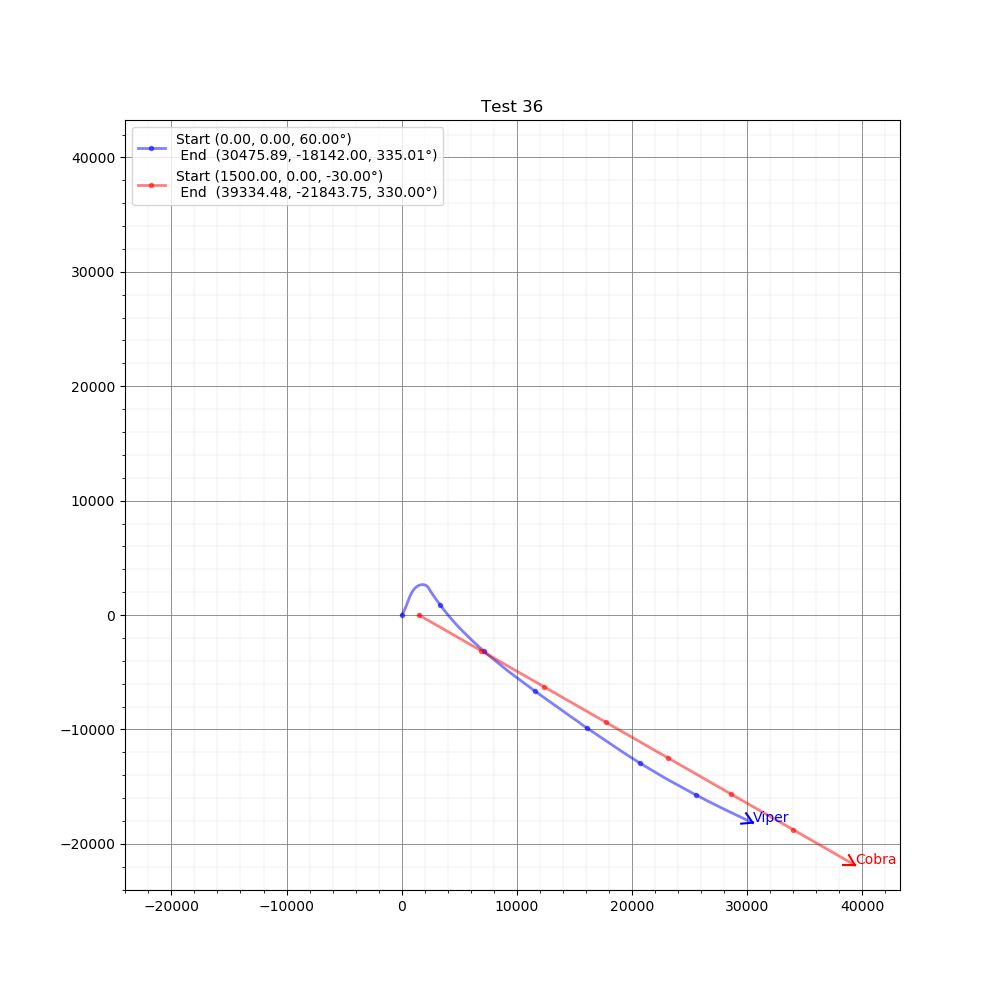 Test 36
Start (0.00, 0.00, 60.00°)
End  (30475.89, -18142.00, 335.01°)
Start (1500.00, 0.00, -30.00°)
End  (39334.48, -21843.75, 330.00°)
40000
30000
20000
10000
0
−10000
−20000
Viper
Cobra
−20000 −10000 0 10000 20000 30000 40000